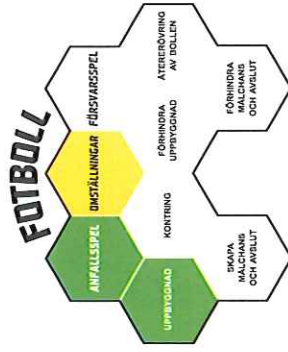 FOTBOLL
ANFALLSSPEL
OMSTÄLLNINGAR
FÖRSVARSSPEL
UPPBYGGNAD
KONTRING
FÖRHINDRA
UPPBYGGNAD
ÅTERERÖVRING
AV BOLLEN
SKAPA
MÅLCHANS
OCH AVSLUT
FÖRHINDRA
MÅLCHANS
OCH AVSLUT